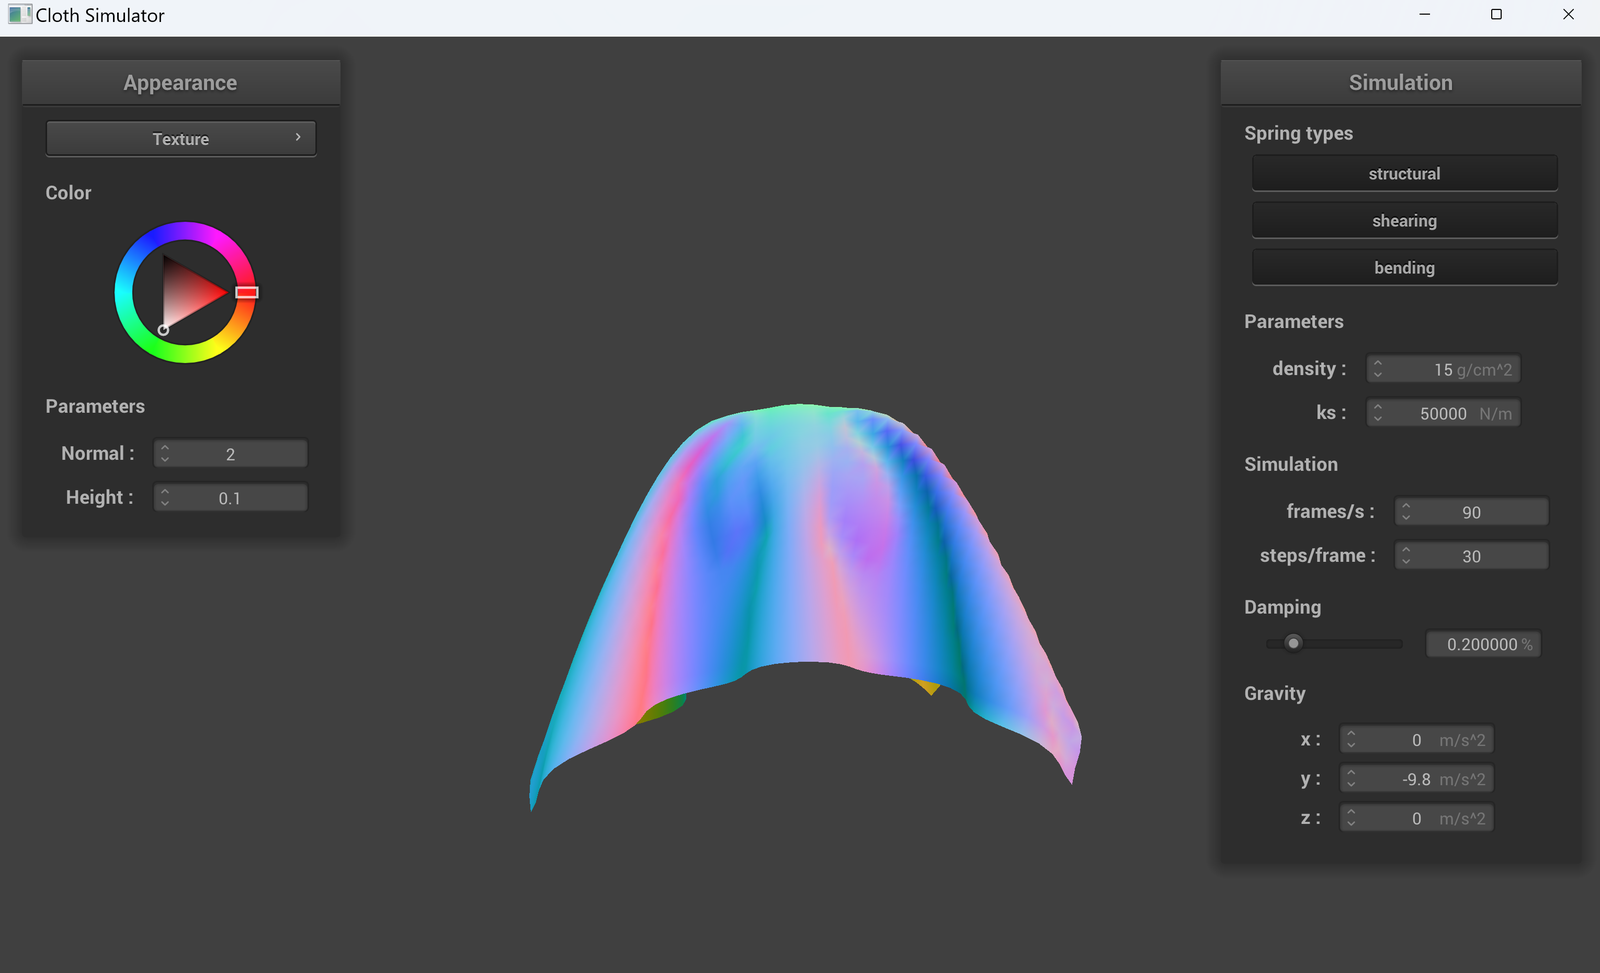 Cloth Simulator
Appearance
Texture
Color
Parameters
Normal : 2
Height : 0.1
Simulation
Spring types
structural
shearing
bending
Parameters
density : 15 g/cm^2
ks : 50000 N/m
Simulation
frames/s : 90
steps/frame : 30
Damping
0.200000 %
Gravity
x : 0 m/s^2
y : -9.8 m/s^2
z : 0 m/s^2